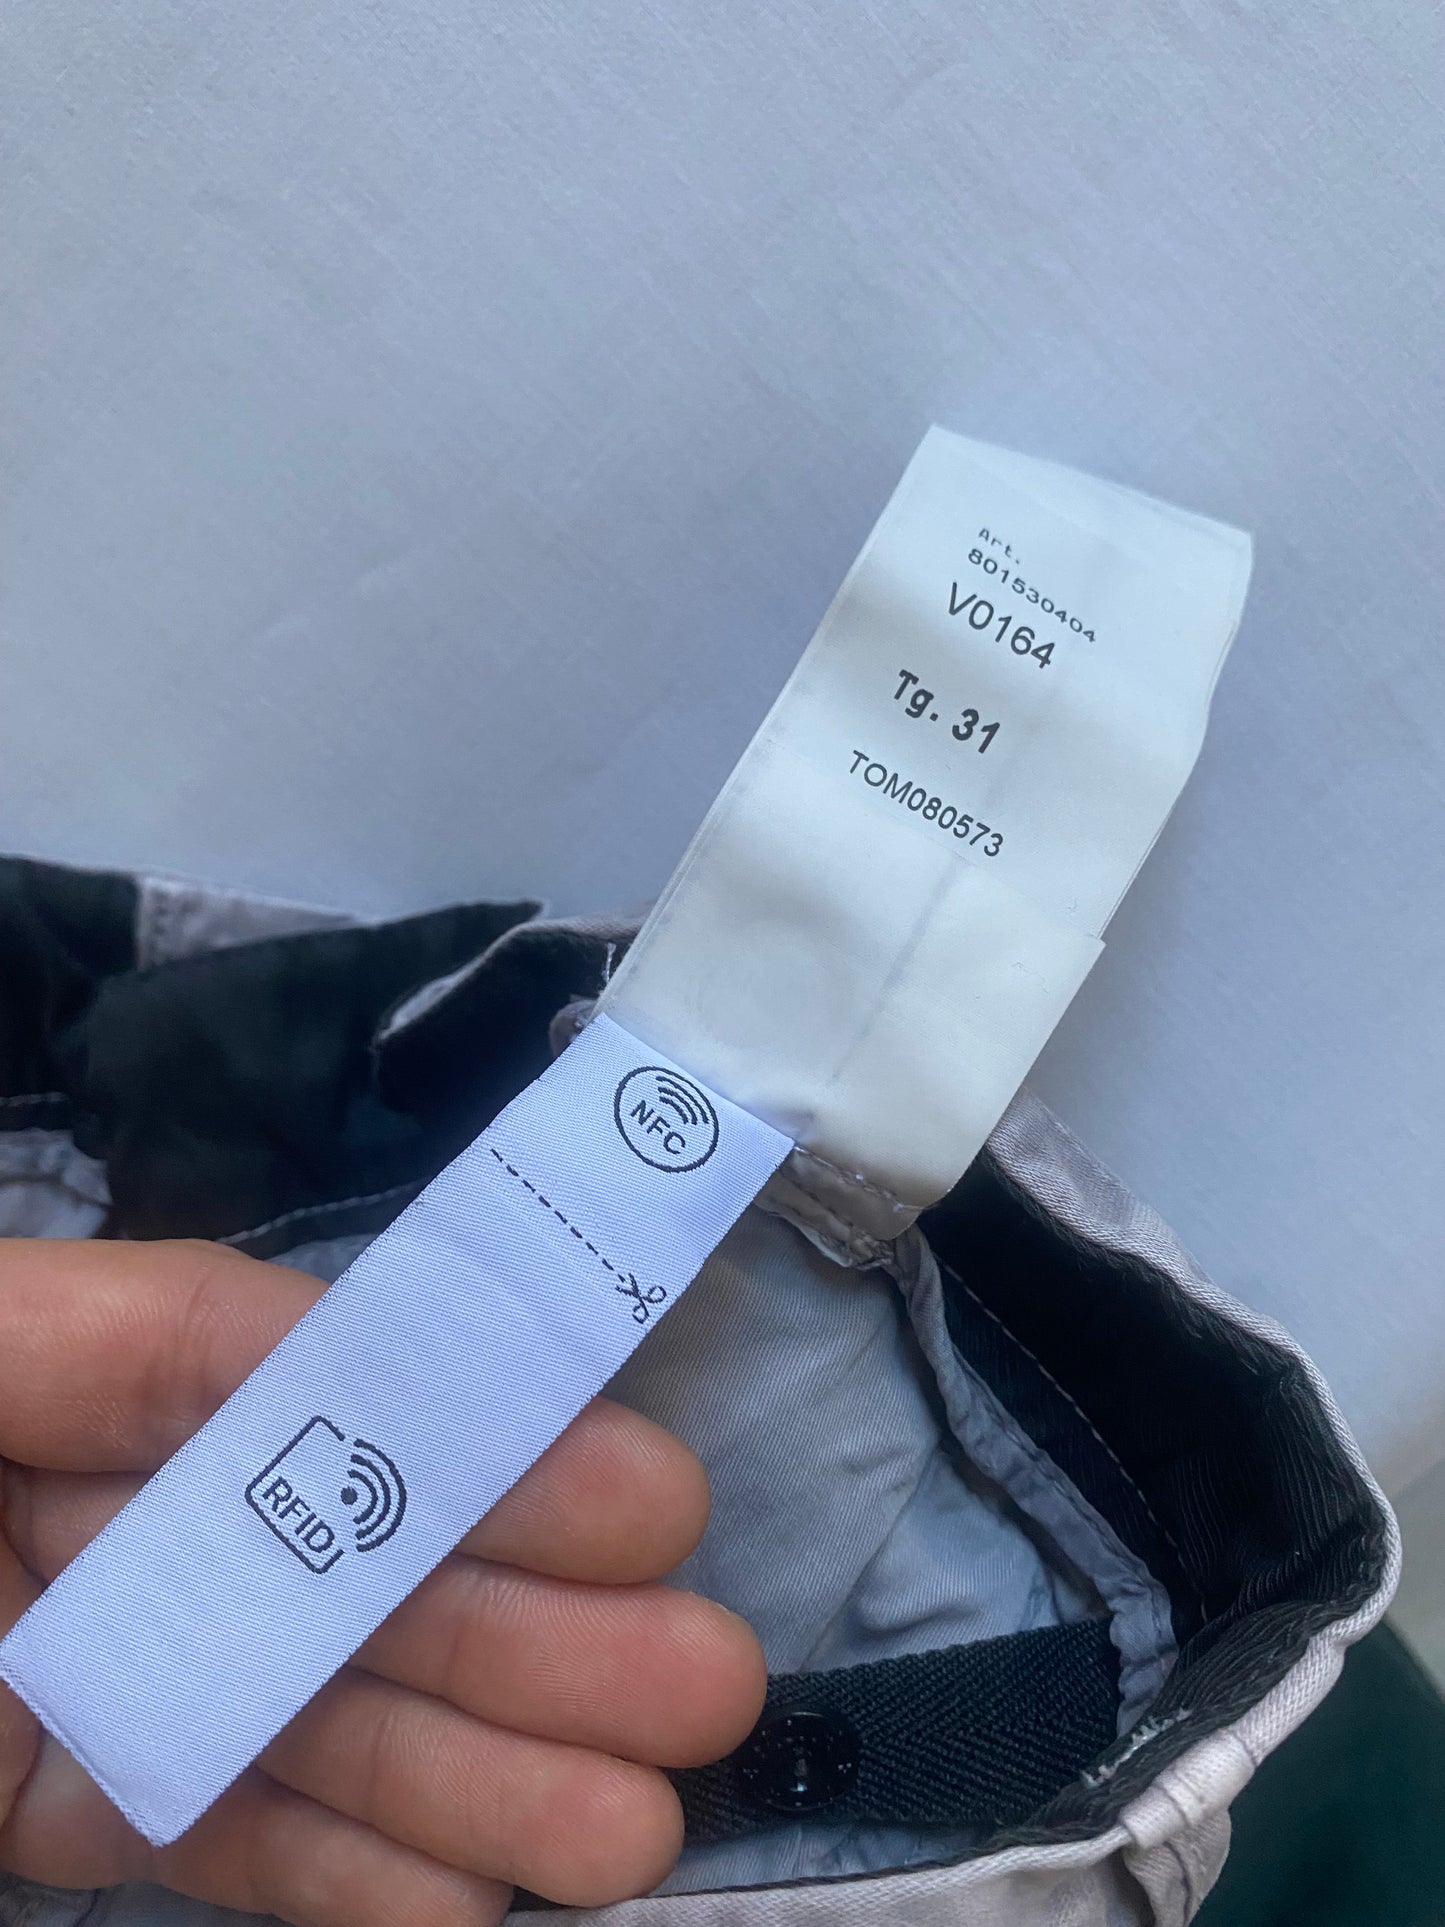 Art.
801530404
V0164
Tg. 31
TOM080573
NFC
RFID